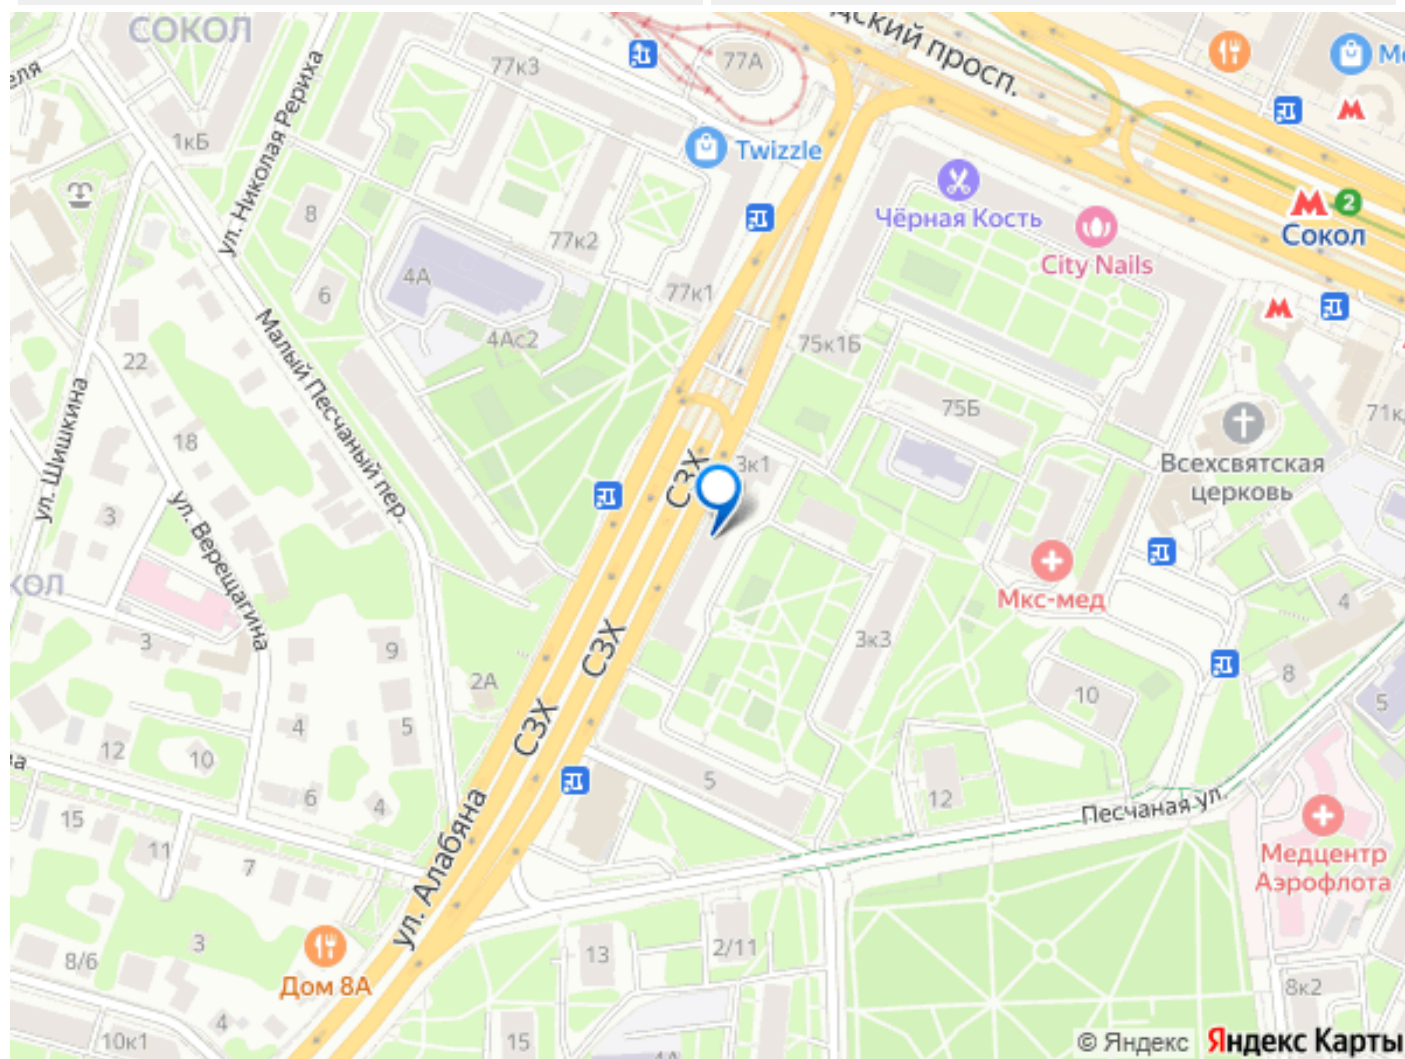 СОКОЛ
77к3
77А
дский просп.
Twizzle
1кБ
ул. Николая Рериха
8
77к2
6
4А
77к1
4Ас2
Чёрная Кость
City Nails
2
Сокол
Малый Песчаный пер.
22
ул. Шишкина
18
ул. Верещагина
3
75к1Б
75Б
71к
Всехсвятская
церковь
3к1
СЗХ
Мкс-мед
4
3
9
2А
СЗХ
3к3
8
10
5
4
5
12
10
СЗХ
6
4
5
12
Песчаная ул.
15
11
7
ул. Алабяна
Медцентр
Аэрофлота
3
8/6
Дом 8А
13
2/11
8к2
4
10к1
15
4А
© Яндекс
Яндекс Карты